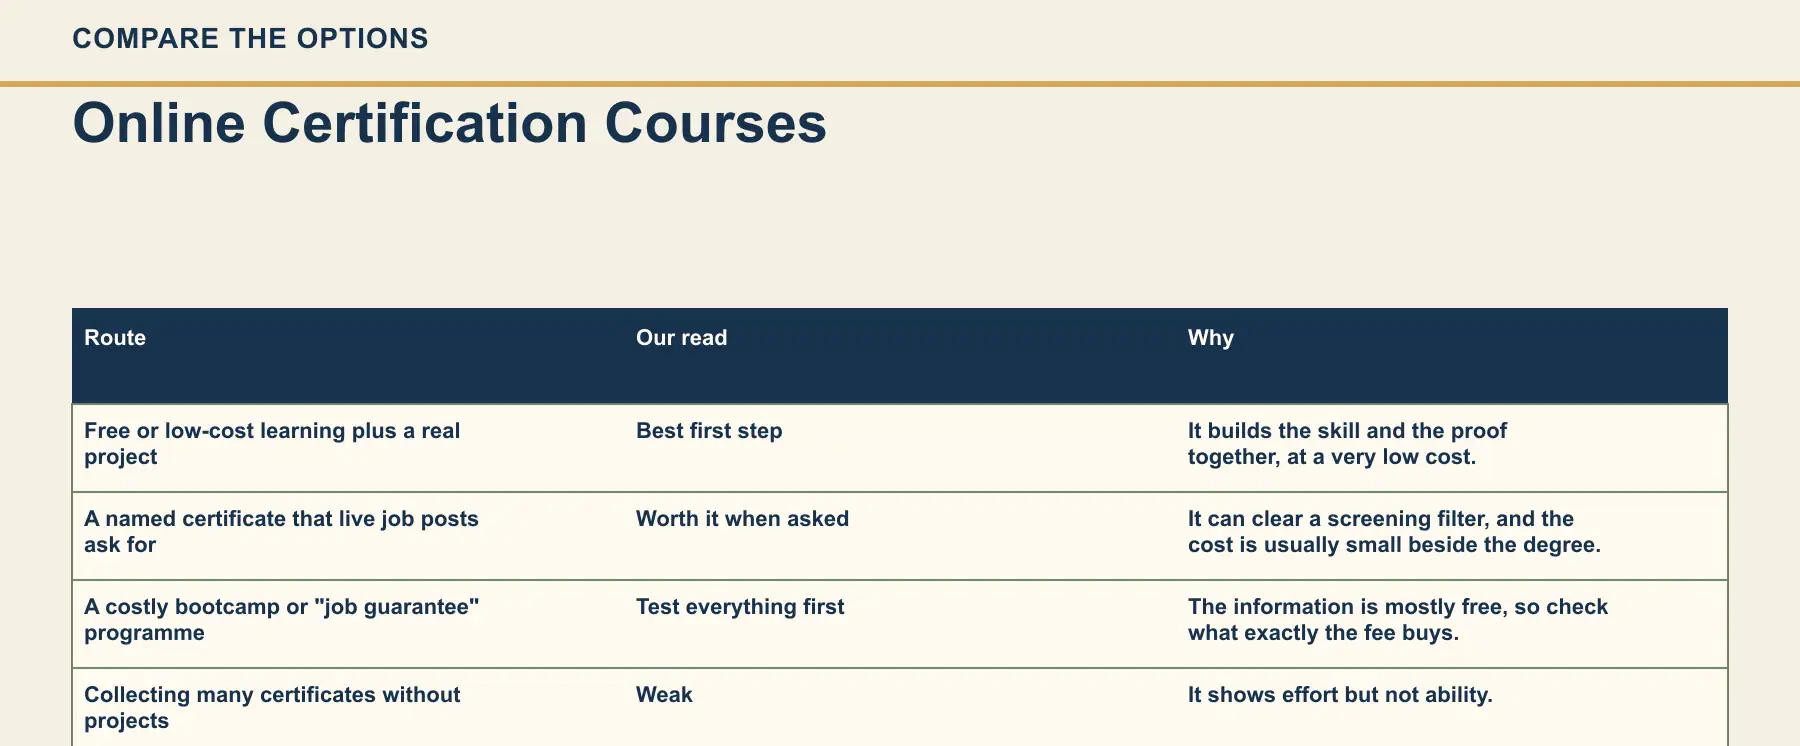 COMPARE THE OPTIONS
Online Certification Courses
Route
Our read
Why
Free or low-cost learning plus a real
project
Best first step
It builds the skill and the proof
together, at a very low cost.
A named certificate that live job posts
ask for
Worth it when asked
It can clear a screening filter, and the
cost is usually small beside the degree.
A costly bootcamp or "job guarantee"
programme
Test everything first
The information is mostly free, so check
what exactly the fee buys.
Collecting many certificates without
projects
Weak
It shows effort but not ability.